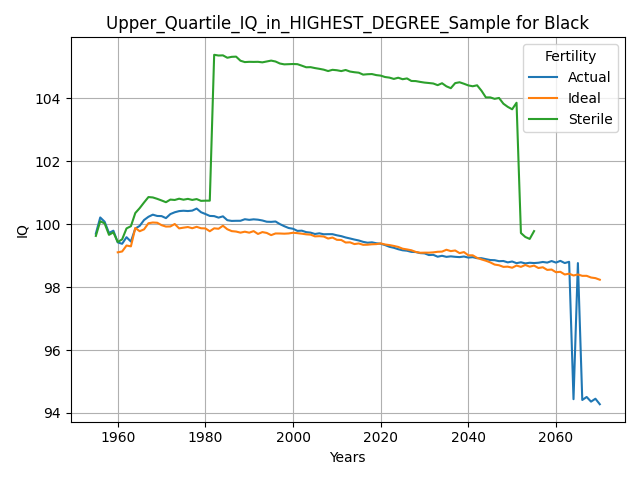 Upper_Quartile_IQ_in_HIGHEST_DEGREE_Sample for Black
Fertility
Actual
Ideal
Sterile
IQ
104
102
100
98
96
94
1960
1980
2000
2020
2040
2060
Years